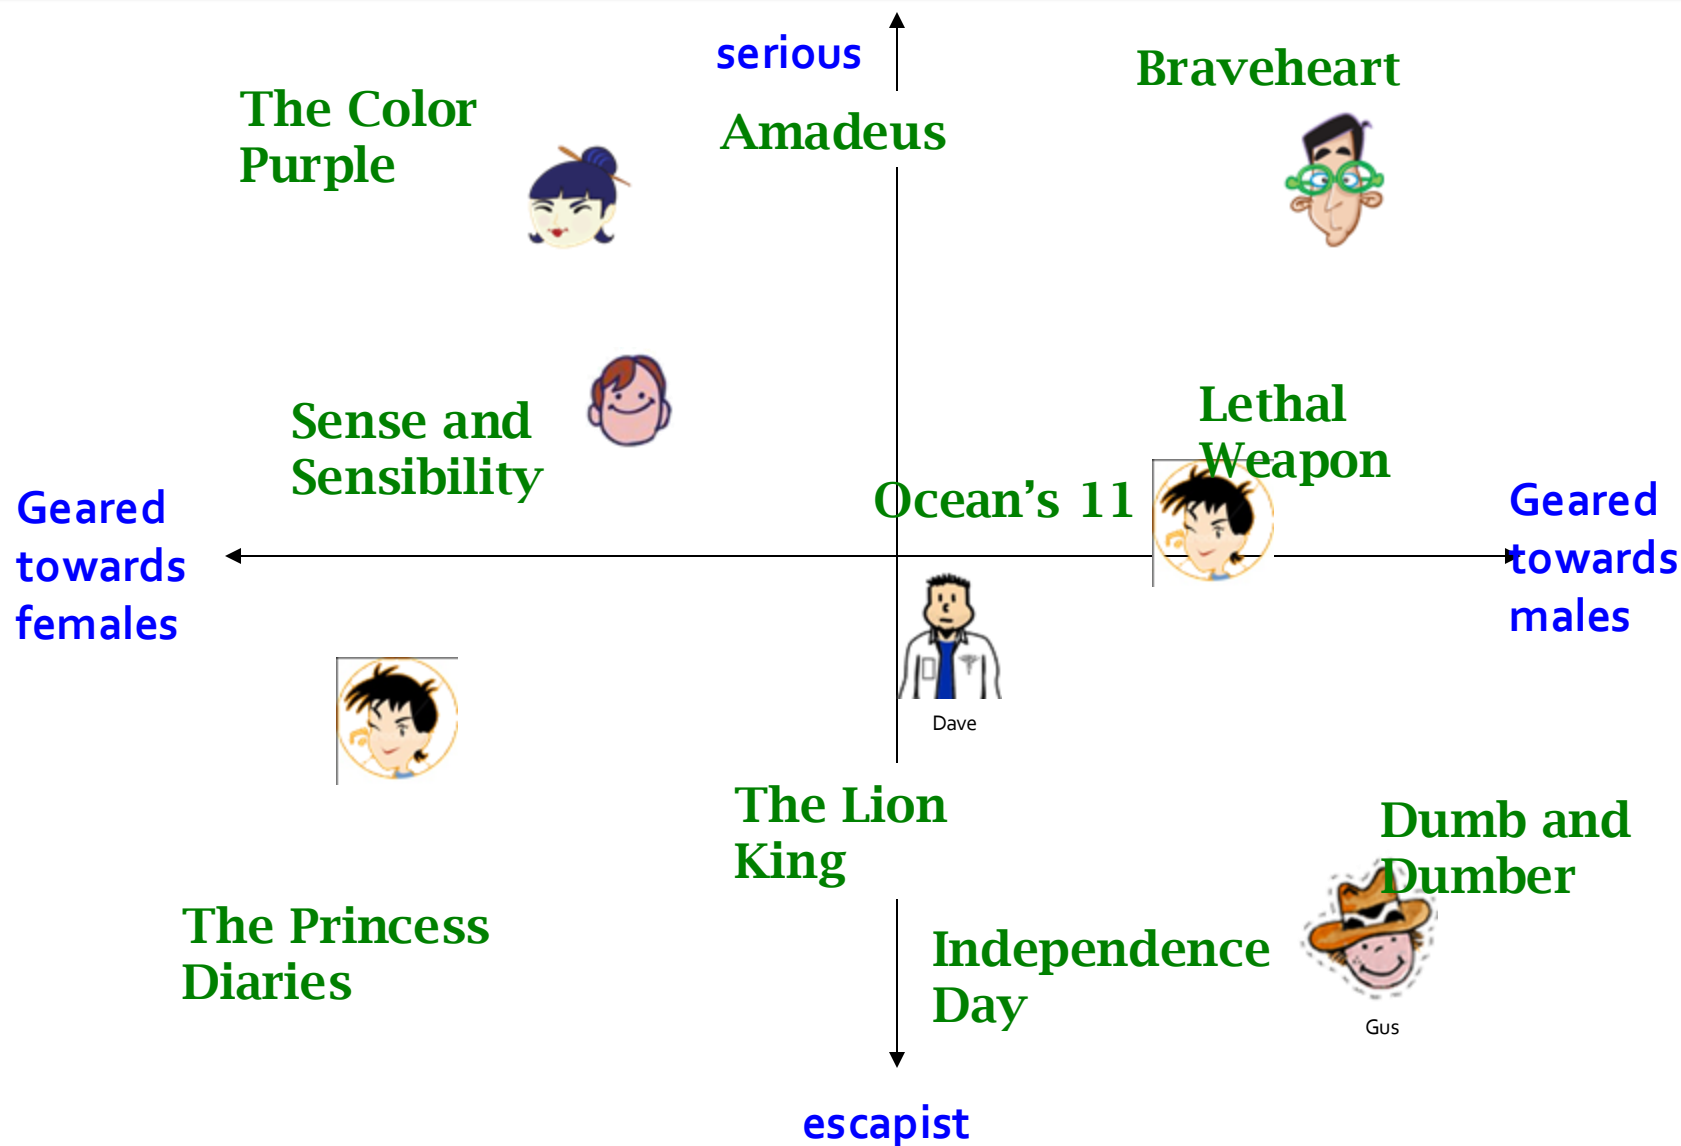 serious
Braveheart
The Color
Purple
Amadeus
Lethal
Weapon
Sense and
Sensibility
Ocean’s 11
Geared
towards
females
Geared
towards
males
Dave
The Lion
King
Dumb and
Dumber
The Princess
Diaries
Independence
Day
Gus
escapist